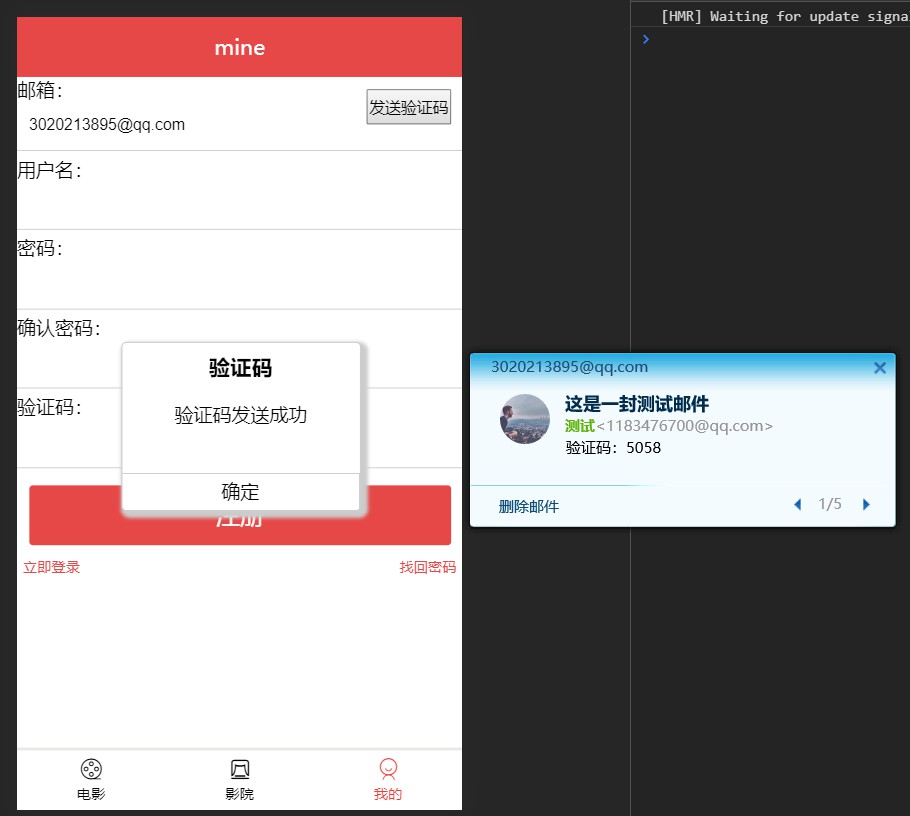 mine
邮箱：
3020213895@qq.com
发送验证码
用户名：
密码：
确认密码：
验证码：
验证码
验证码发送成功
确定
注册
立即登录
找回密码
电影
影院
我的
[HMR] Waiting for update signa
3020213895@qq.com
这是一封测试邮件
测试<1183476700@qq.com>
验证码：5058
删除邮件
1/5